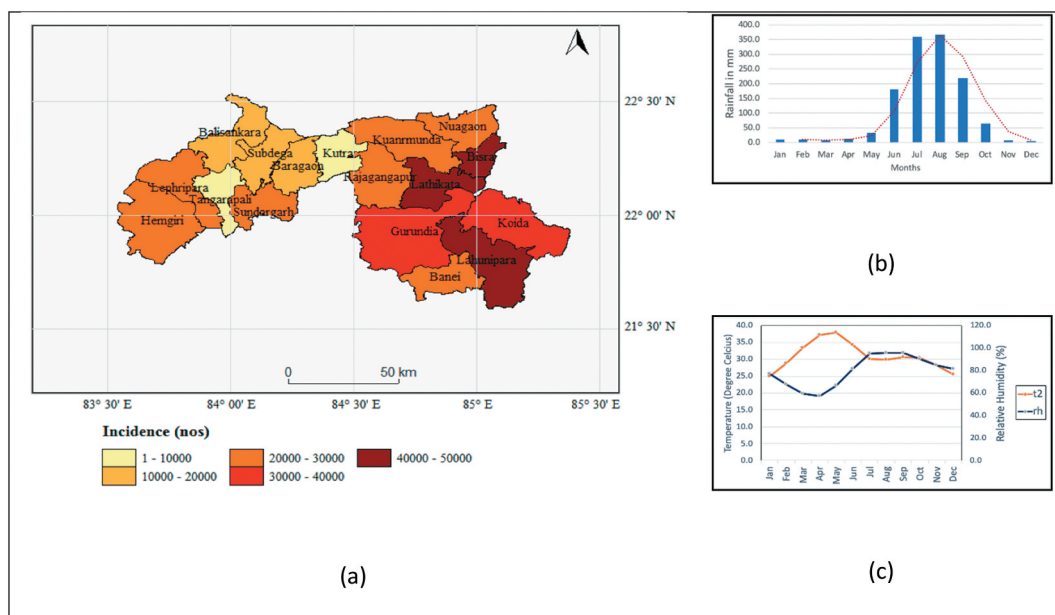 22° 30' N
22° 00' N
21° 30' N
Balisankara
Subdega
Baragaon
Kutra
Kuanrmunda
Nuagaon
Bisra
Lephripara
Tangarapali
Sundergarh
Hemgiri
Rajagangapur
Lathikata
Gurundia
Koida
Lahunipara
Banei
0 50 km
83° 30' E 84° 00' E 84° 30' E 85° E 85° 30' E
Incidence (nos)
1 - 10000 20000 - 30000 40000 - 50000
10000 - 20000 30000 - 40000
(a)
Rainfall in mm
400.0
350.0
300.0
250.0
200.0
150.0
100.0
50.0
0.0
Jan Feb Mar Apr May Jun Jul Aug Sep Oct Nov Dec
Months
(b)
Temperature (Degree Celcius)
40.0
35.0
30.0
25.0
20.0
15.0
10.0
5.0
0.0
120.0
100.0
80.0
60.0
40.0
20.0
0.0
Relative Humidity (%)
Jan Feb Mar Apr May Jun Jul Aug Sep Oct Nov Dec
t2
rh
(c)